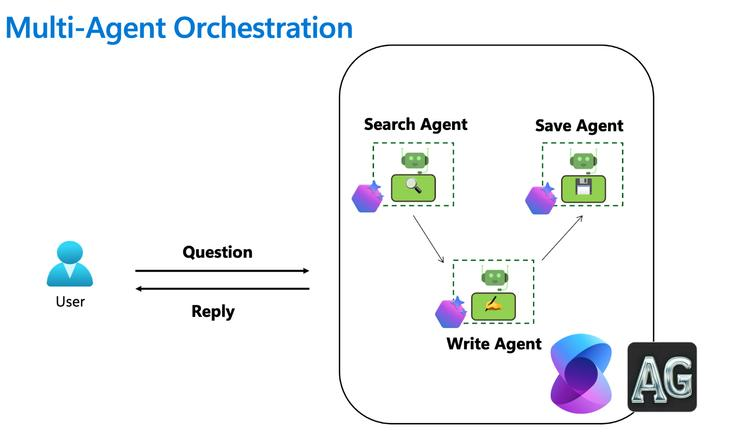 Multi-Agent Orchestration
Search Agent
Save Agent
Question
User
Reply
Write Agent
AG